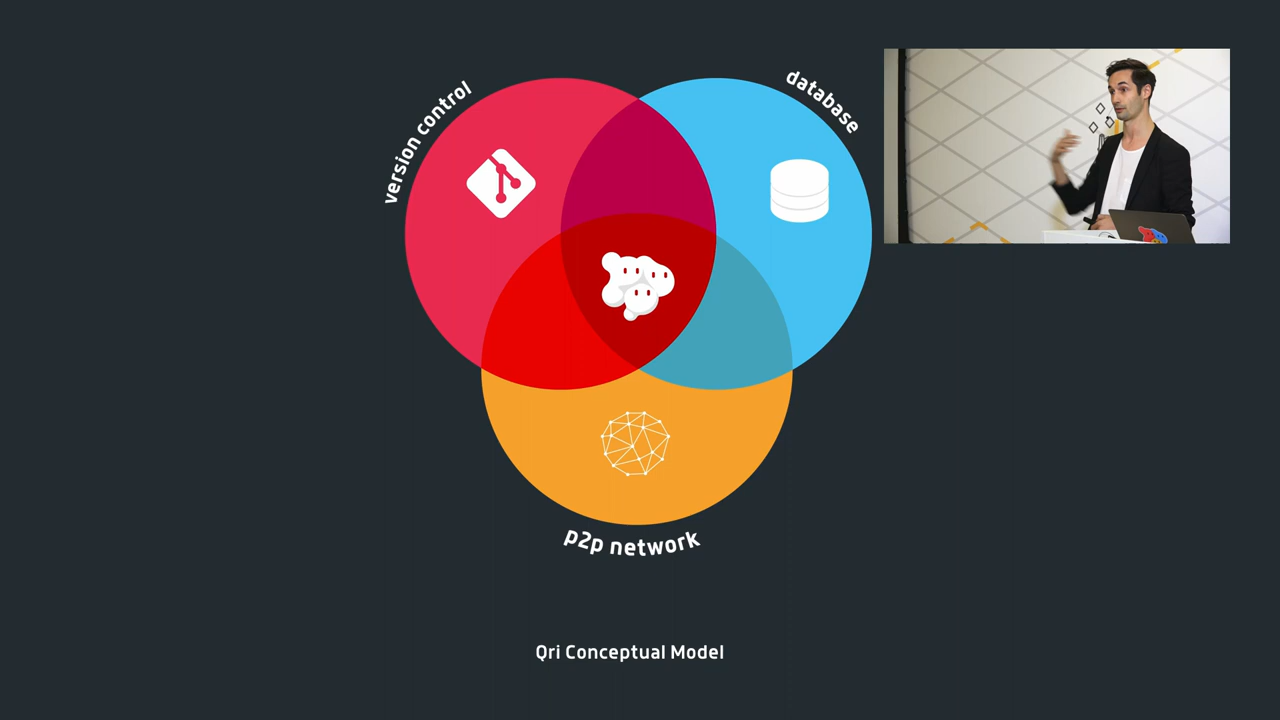 version control
database
p2p network
Qri Conceptual Model